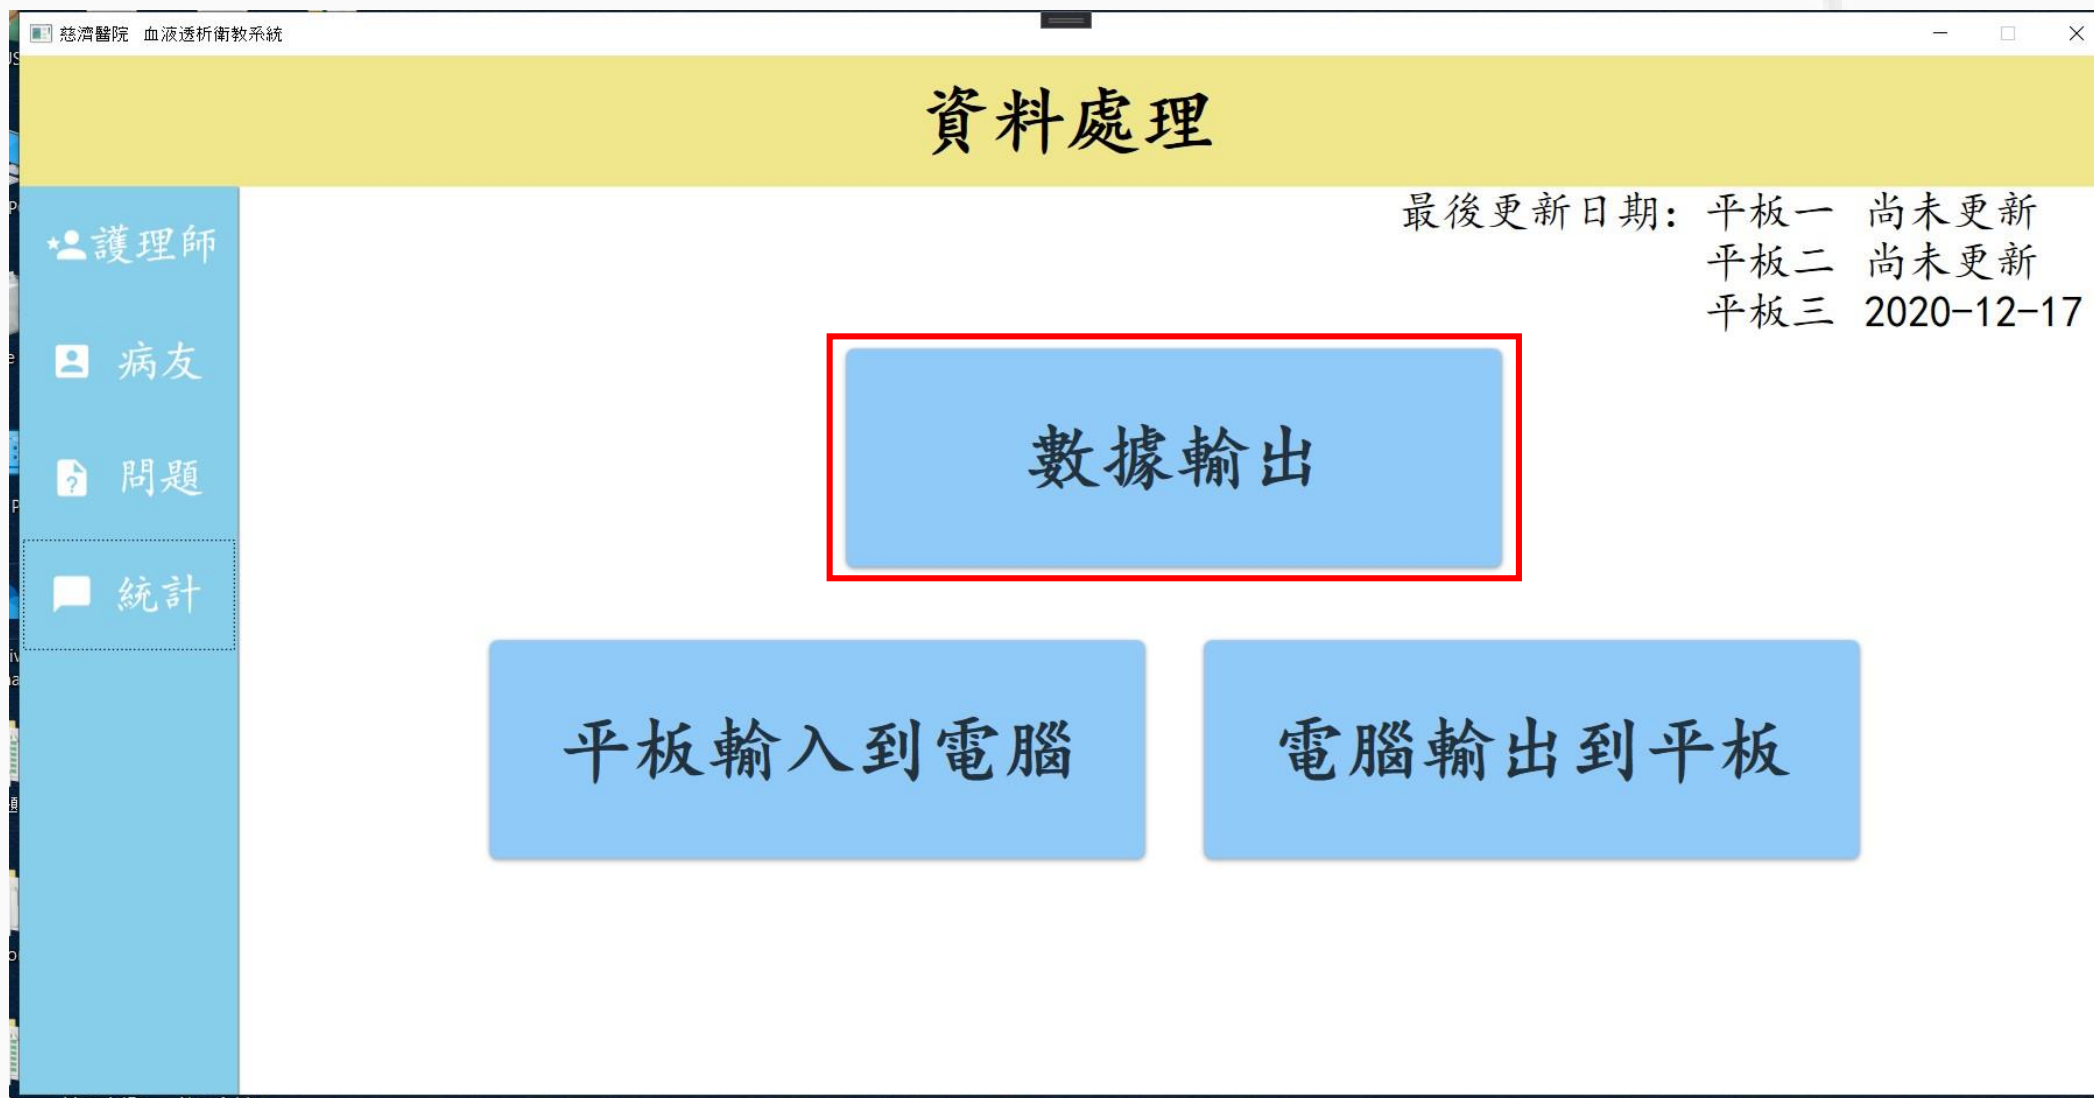 慈濟醫院 血液透析衛教系統
資料處理
護理師
病友
問題
統計
最後更新日期: 平板一 尚未更新
平板二 尚未更新
平板三 2020-12-17
數據輸出
平板輸入到電腦
電腦輸出到平板